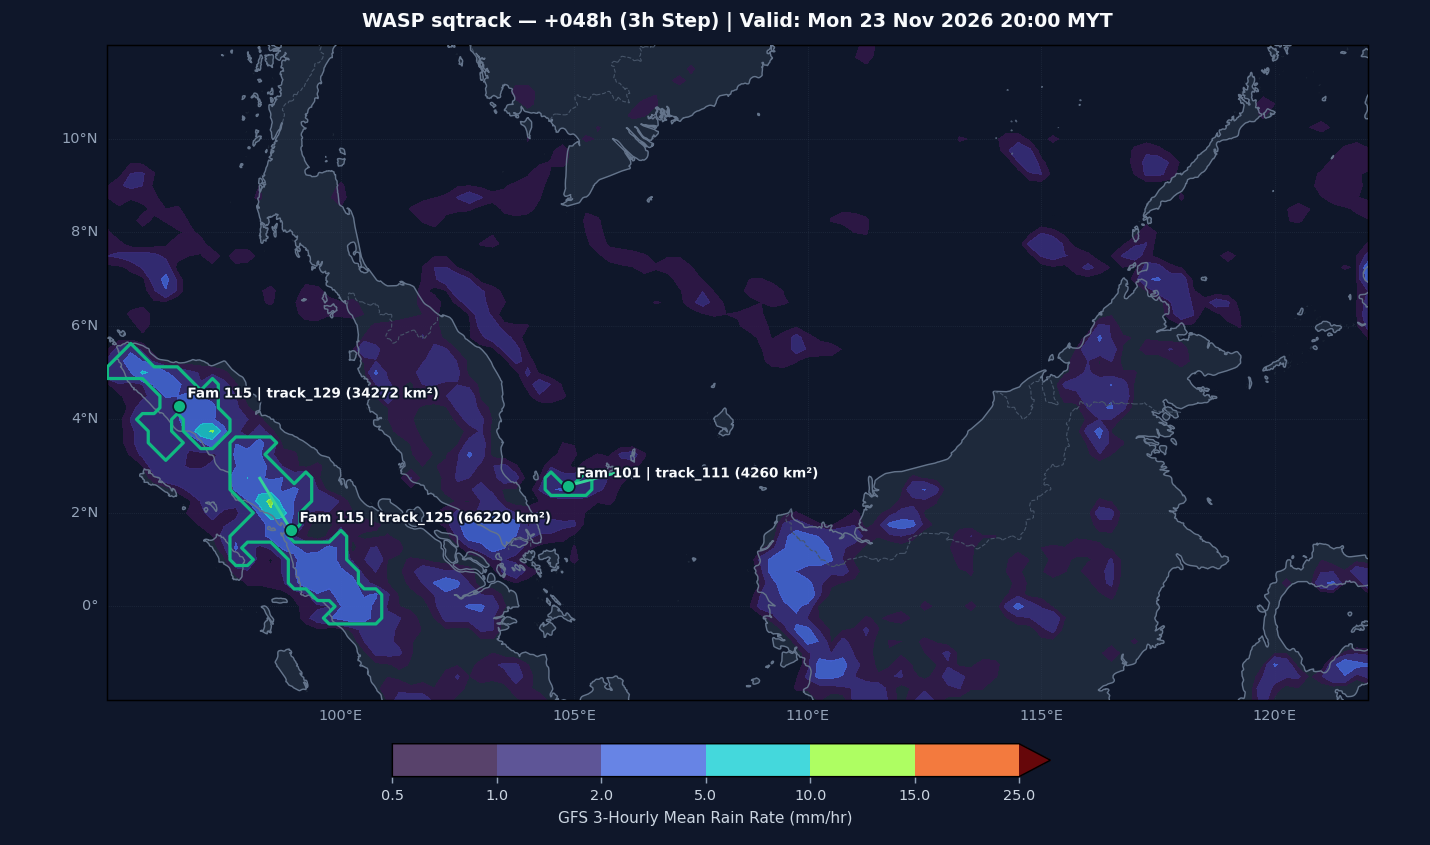 WASP sqtrack — +048h (3h Step) | Valid: Mon 23 Nov 2026 20:00 MYT
10°N
8°N
6°N
4°N
2°N
0°
Fam 115 | track_129 (34272 km²)
Fam 101 | track_111 (4260 km²)
Fam 115 | track_125 (66220 km²)
100°E
105°E
110°E
115°E
120°E
0.5
1.0
2.0
5.0
10.0
15.0
25.0
GFS 3-Hourly Mean Rain Rate (mm/hr)